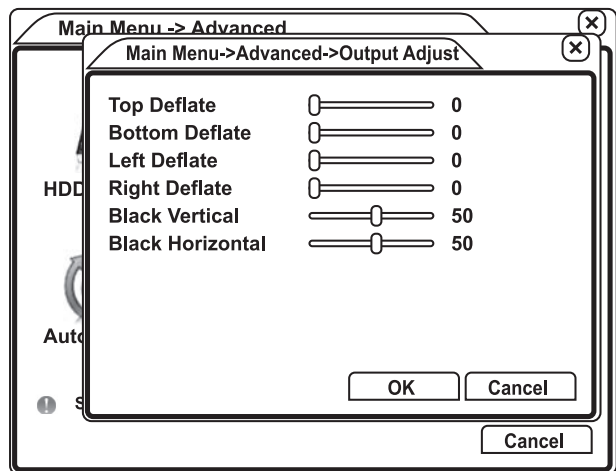 Main Menu -> Advanced
Main Menu->Advanced->Output Adjust
Top Deflate 0
Bottom Deflate 0
Left Deflate 0
Right Deflate 0
Black Vertical 50
Black Horizontal 50
HDD
Auto
S
OK Cancel
Cancel